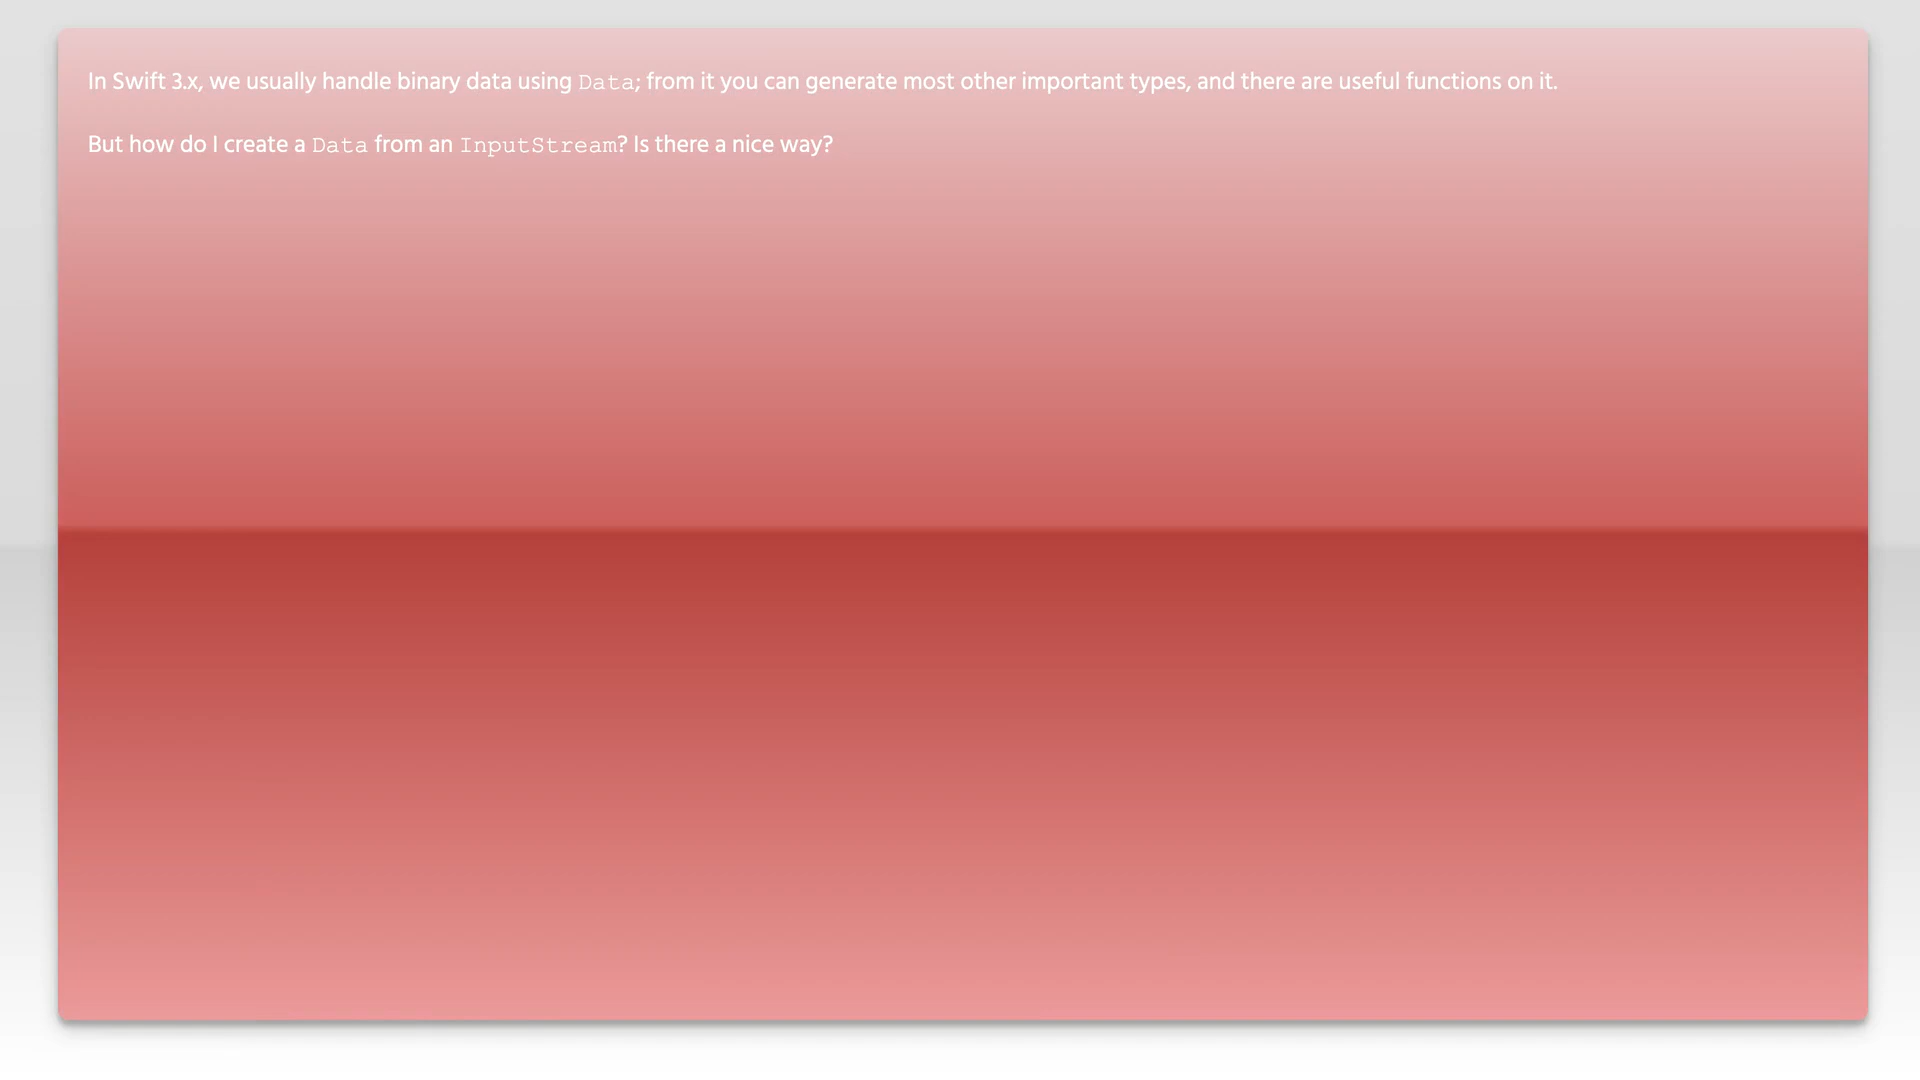 In Swift 3.x, we usually handle binary data using Data; from it you can generate most other important types, and there are useful functions on it.
But how do I create a Data from an InputStream? Is there a nice way?